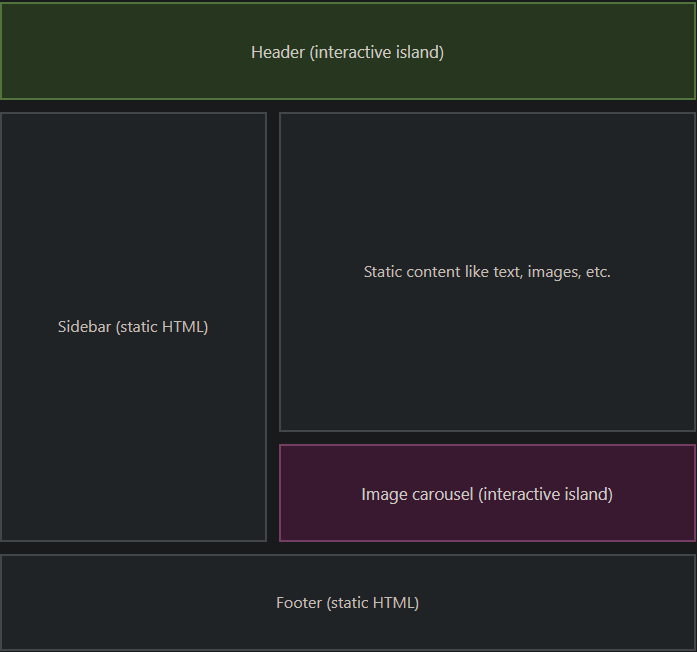 Header (interactive island)
Sidebar (static HTML)
Static content like text, images, etc.
Image carousel (interactive island)
Footer (static HTML)